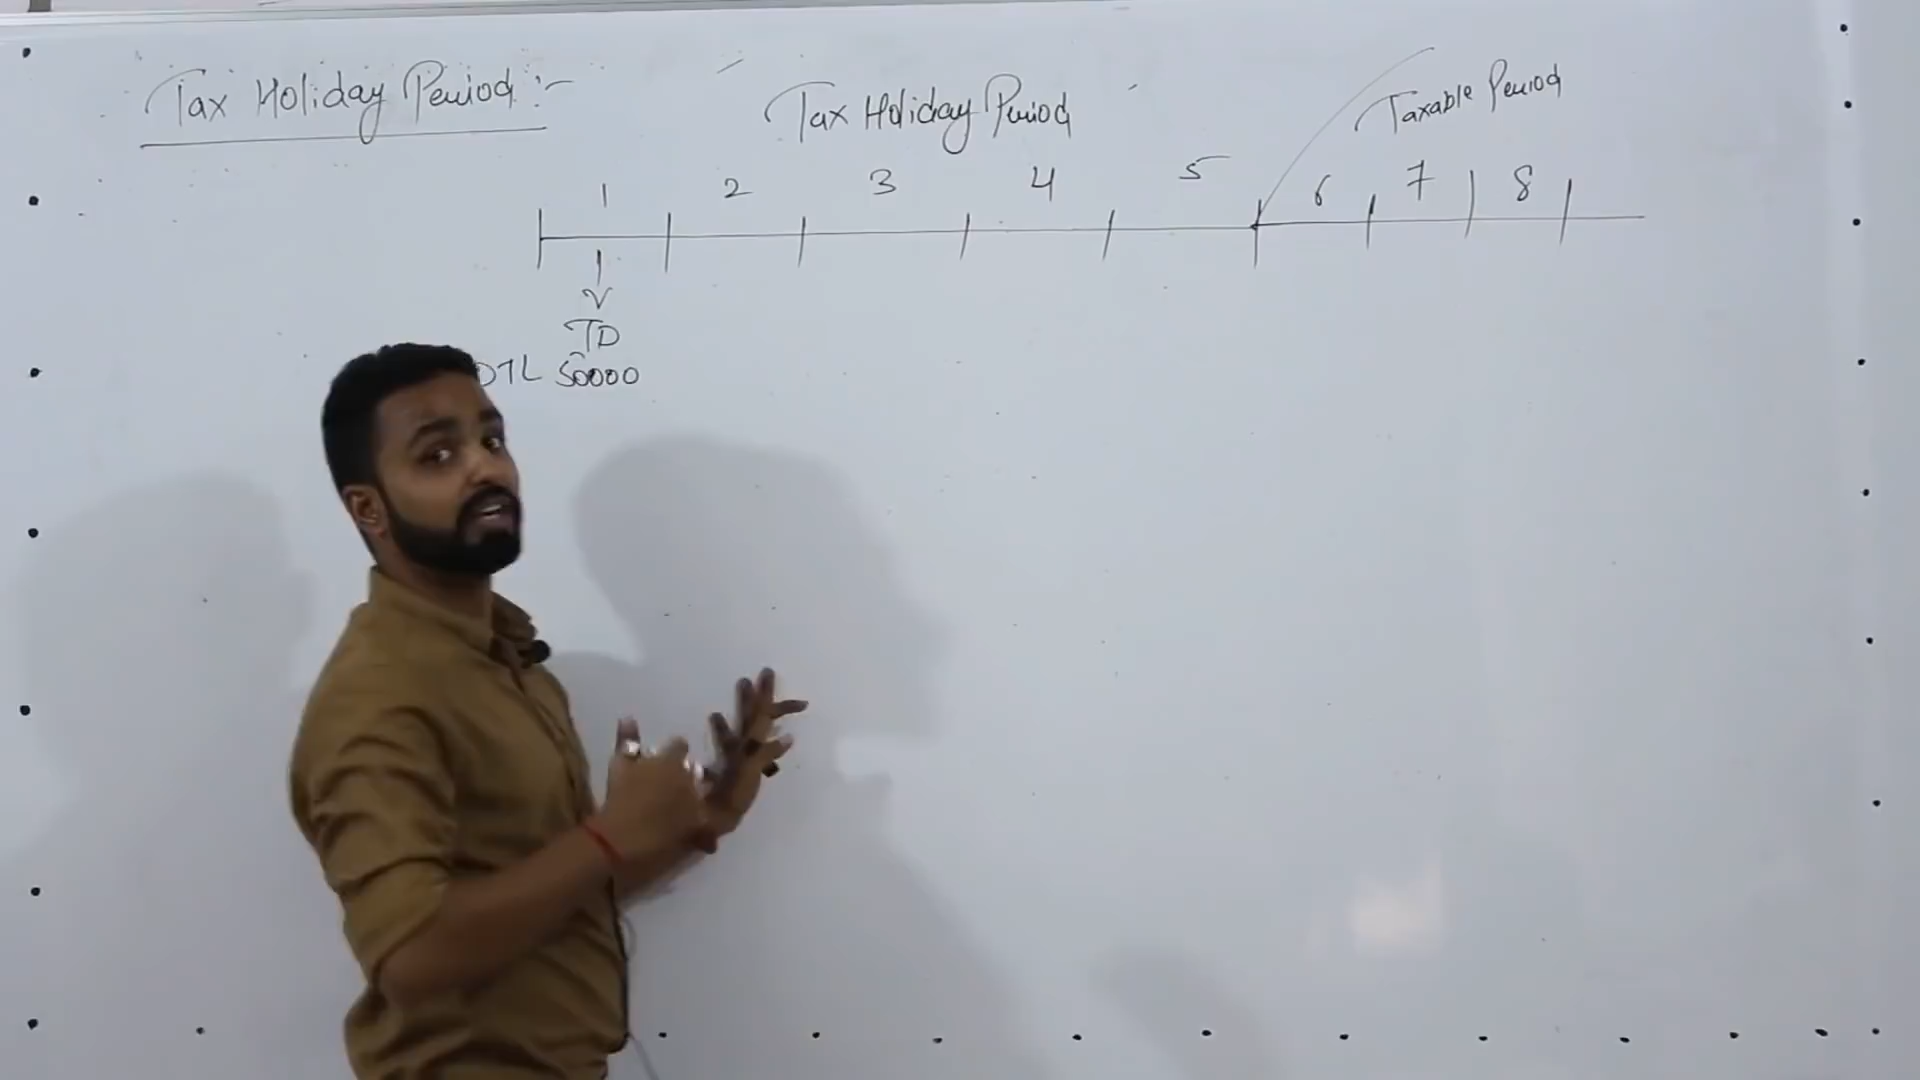 Tax Holiday Period :-
Tax Holiday Period
Taxable Period
1 2 3 4 5 6 7 8
TD
DTL 50000